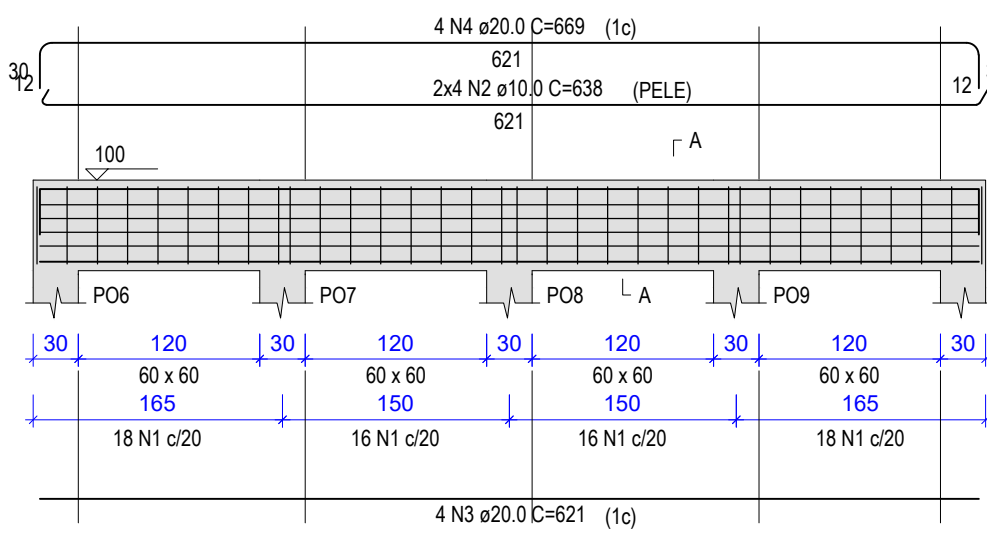 4 N4 ø20.0 C=669 (1c)
30
621
12
2x4 N2 ø10.0 C=638 (PELE)
12
621
A
100
PO6
PO7
PO8
A
PO9
30 120 30 120 30 120 30 120 30
60 x 60 60 x 60 60 x 60 60 x 60
165 150 150 165
18 N1 c/20 16 N1 c/20 16 N1 c/20 18 N1 c/20
4 N3 ø20.0 C=621 (1c)